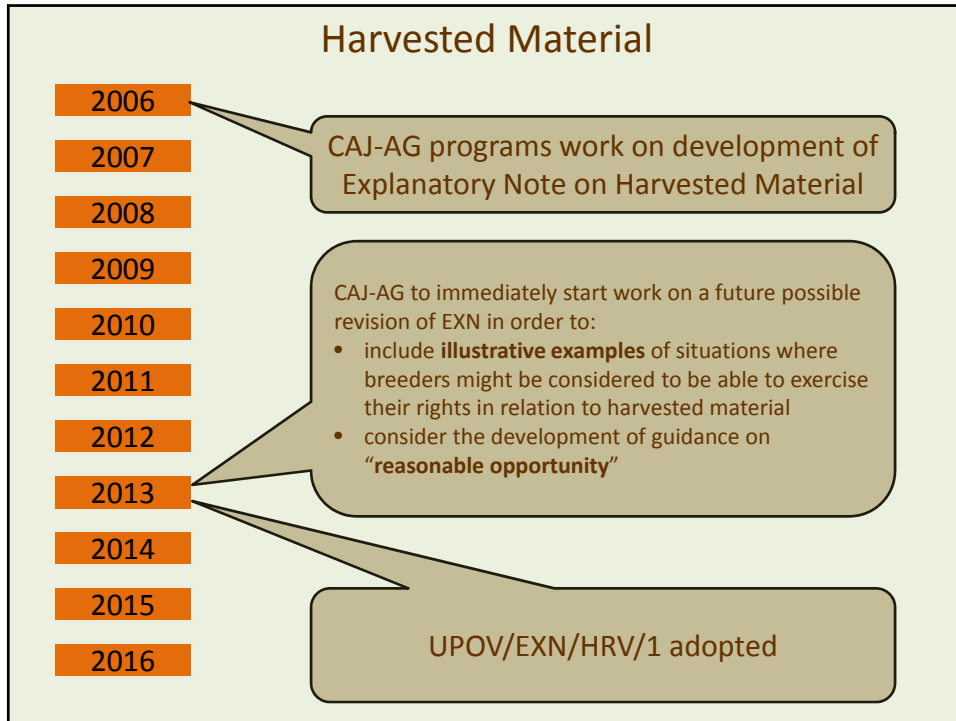 Harvested Material
2006
CAJ-AG programs work on development of
Explanatory Note on Harvested Material
2007
2008
2009
2010
2011
2012
2013
2014
2015
2016
CAJ-AG to immediately start work on a future possible
revision of EXN in order to:
• include illustrative examples of situations where
breeders might be considered to be able to exercise
their rights in relation to harvested material
• consider the development of guidance on
“reasonable opportunity”
UPOV/EXN/HRV/1 adopted